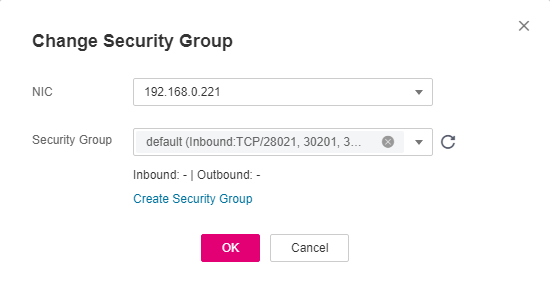 Change Security Group
NIC
192.168.0.221
Security Group
default (Inbound:TCP/28021, 30201, 3...
Inbound: - | Outbound: -
Create Security Group
OK
Cancel